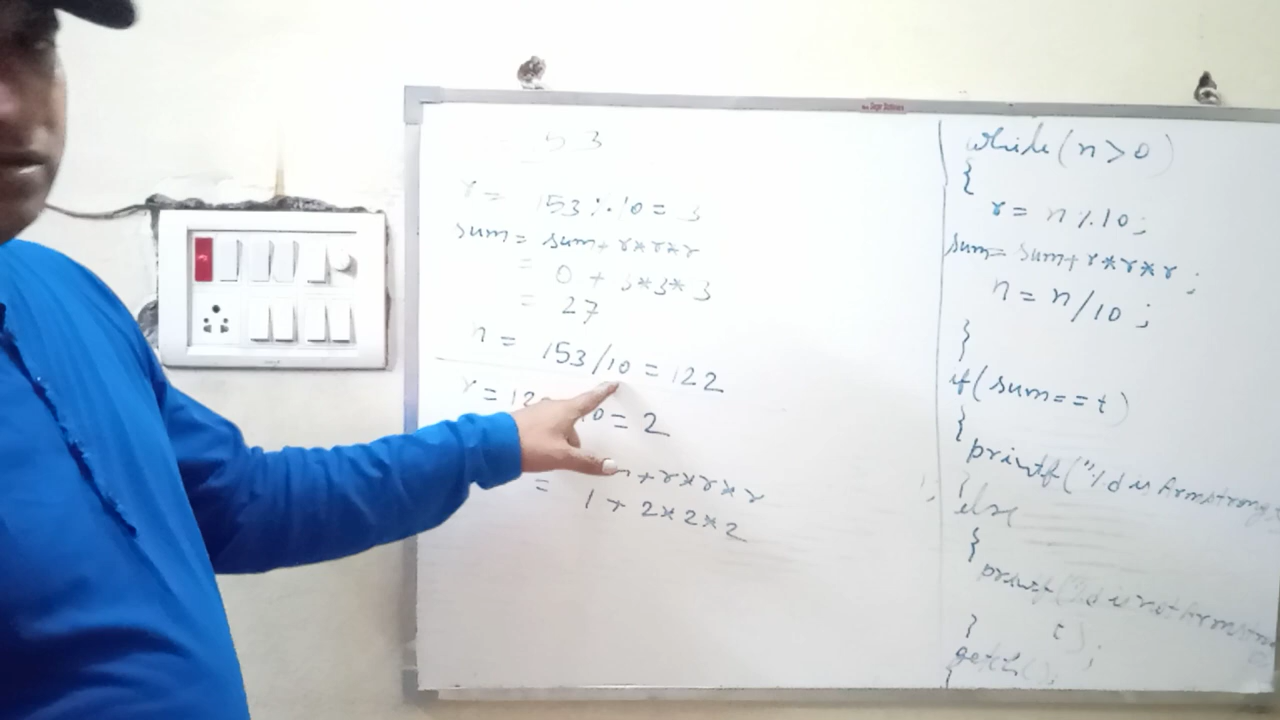 53
r = 153 % 10 = 3
sum = sum + r*r*r
= 0 + 3*3*3
= 27
n = 153/10 = 122
r = 12 10 = 2
+ r*r*r
= 1 + 2*2*2
while (n > 0)
{
r = n % 10;
sum = sum + r*r*r;
n = n/10;
}
if (sum == t)
{
printf("%d is Armstrong
}
else
{
printf("%d is not Armstrong
t);
}
getch();